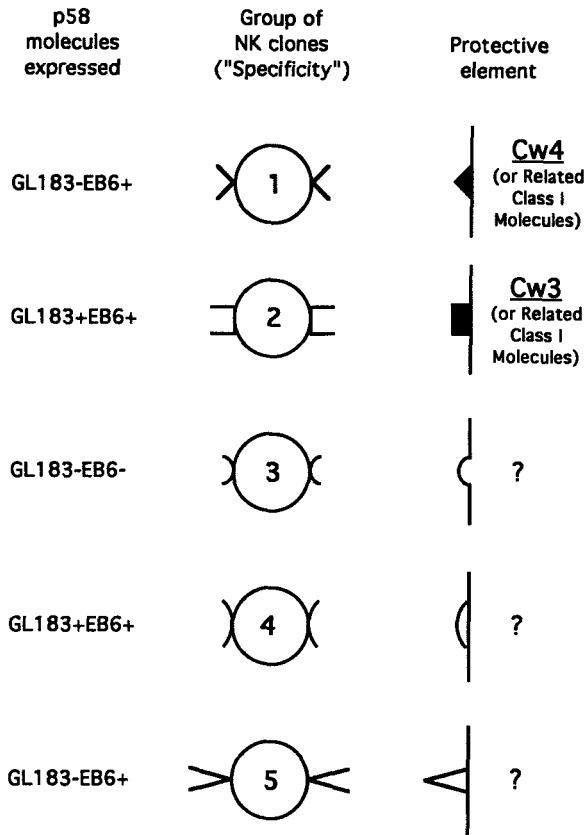 p58
molecules
expressed
Group of
NK clones
("Specificity")
Protective
element
GL183-EB6+
1
Cw4
(or Related
Class I
Molecules)
GL183+EB6+
2
Cw3
(or Related
Class I
Molecules)
GL183-EB6-
3
?
GL183+EB6+
4
?
GL183-EB6+
5
?